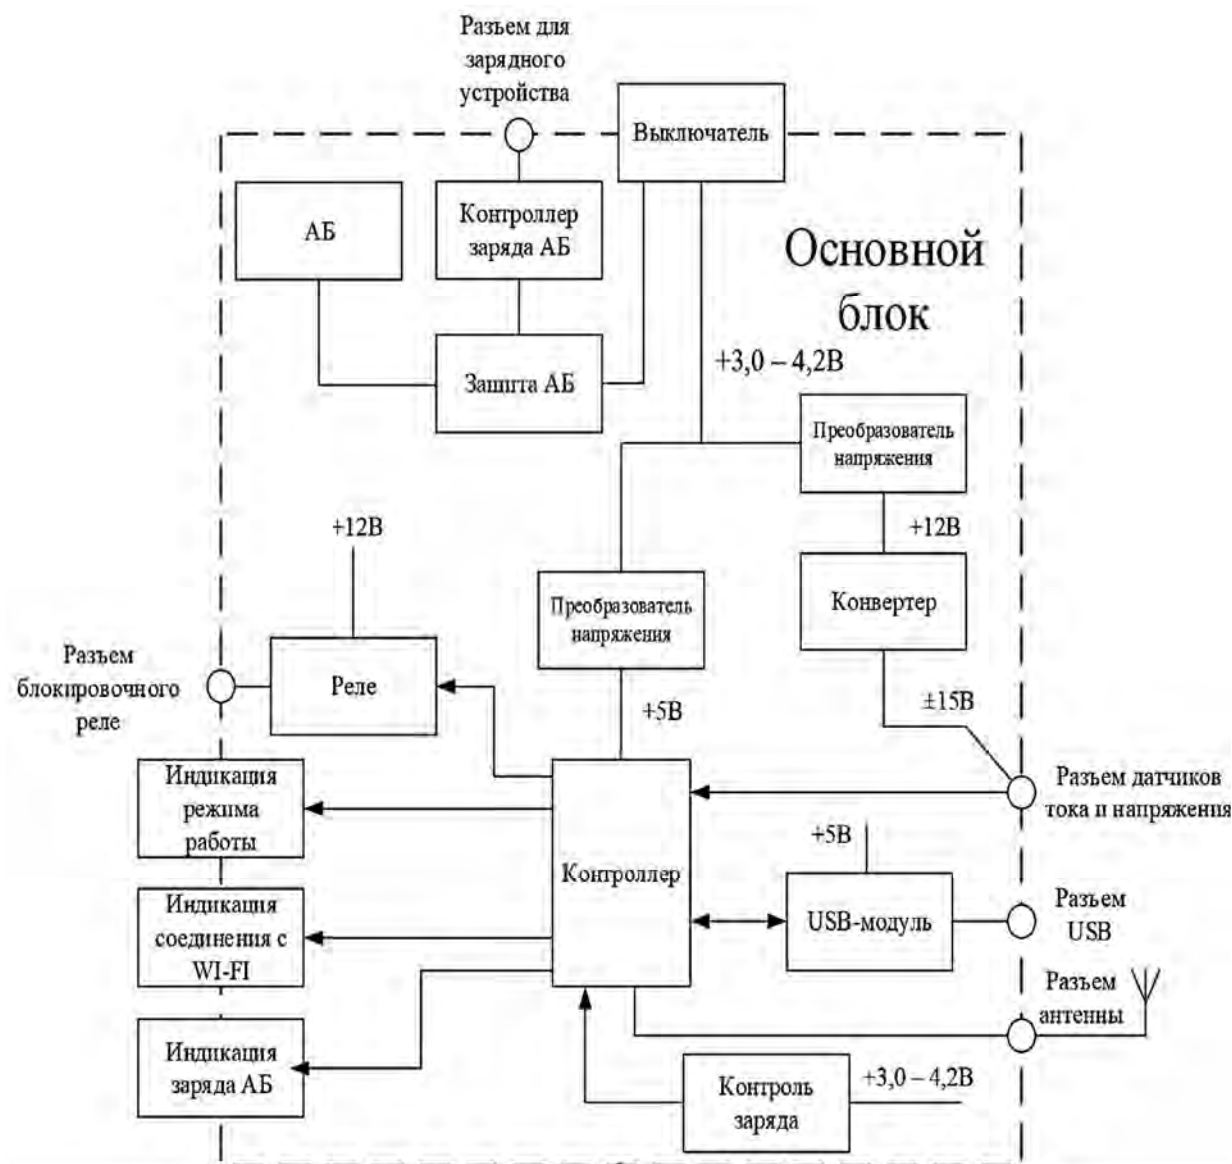 Разъем для
зарядного
устройства
Выключатель
АБ
Контроллер
заряда АБ
Основной
блок
Защита АБ
+3,0 – 4,2В
Преобразователь
напряжения
+12В
+12В
Преобразователь
напряжения
Конвертер
Разъем
блокировочного
реле
Реле
+5В
±15В
Индикация
режима
работы
Разъем датчиков
тока и напряжения
+5В
Контроллер
Индикация
соединения с
WI-FI
USB-модуль
Разъем
USB
Разъем
антенны
Индикация
заряда АБ
Контроль
заряда
+3,0 – 4,2В